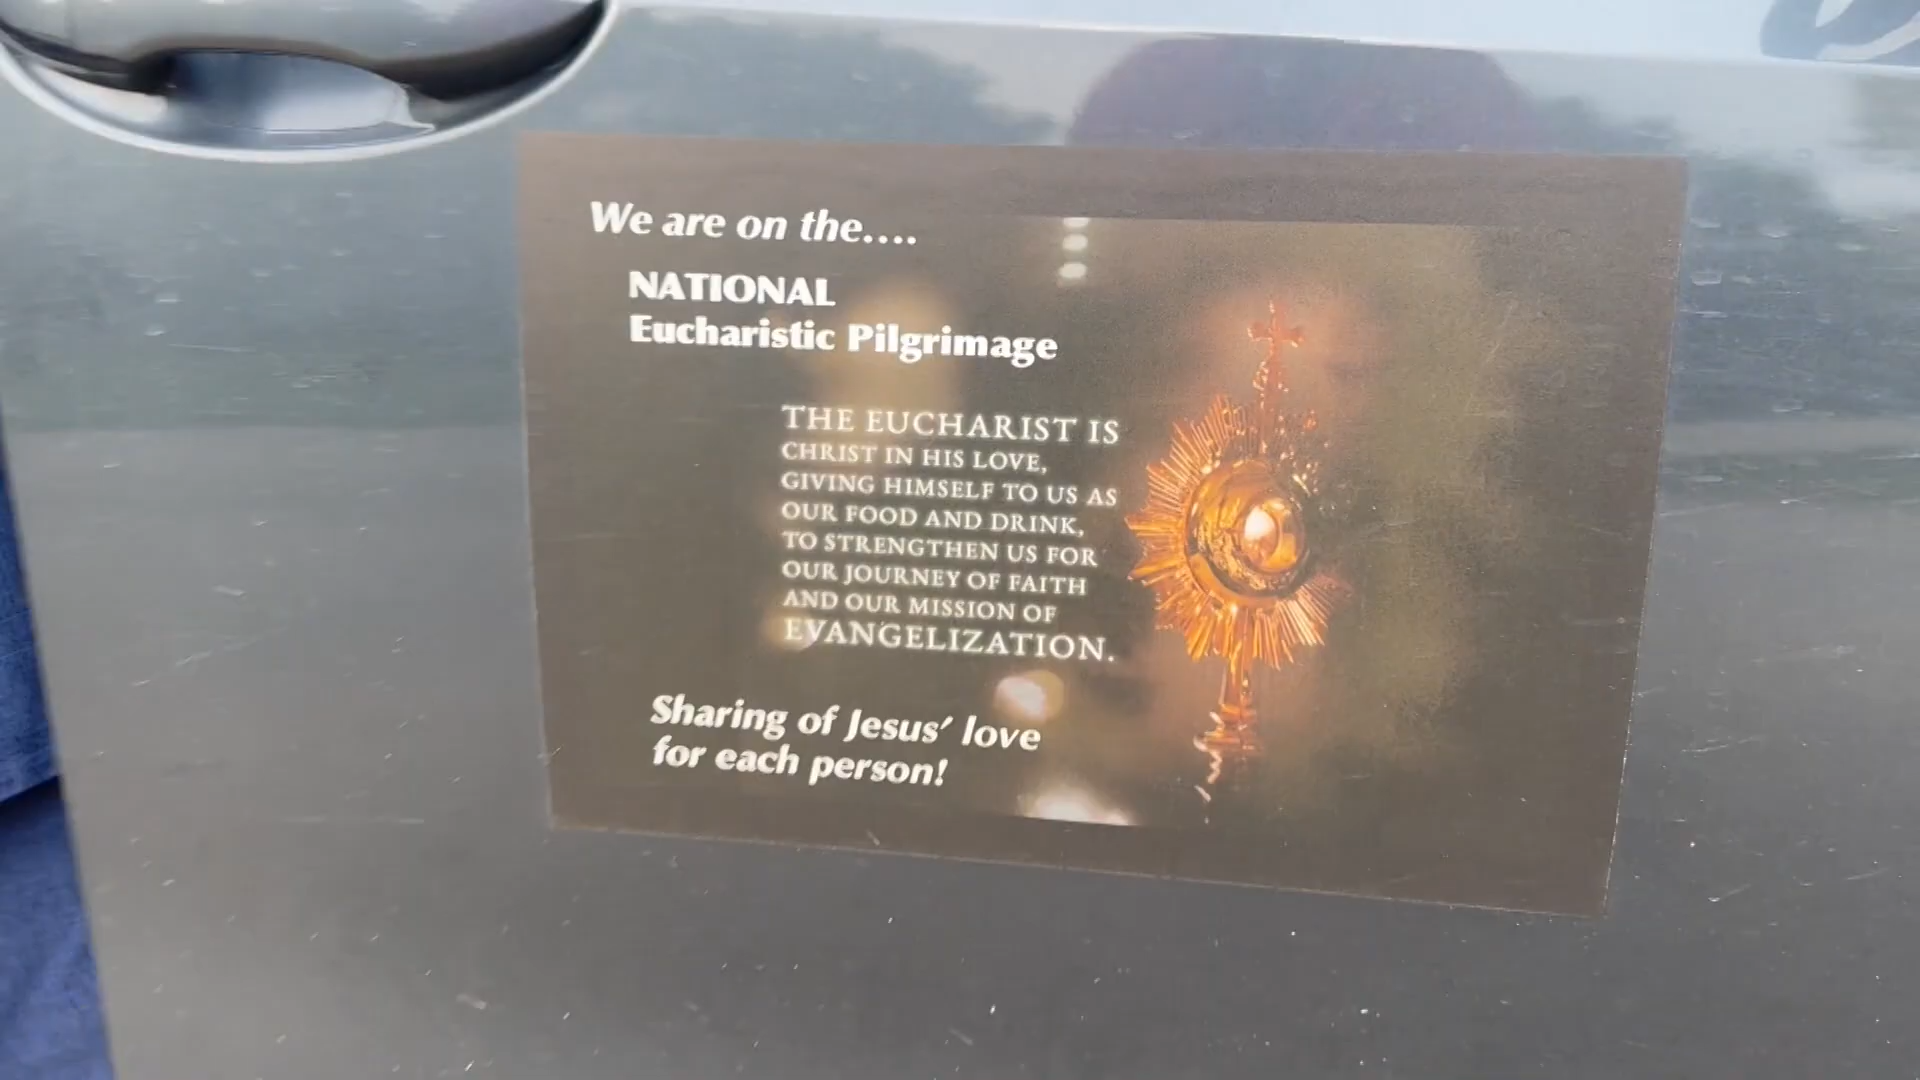 We are on the....
NATIONAL
Eucharistic Pilgrimage
THE EUCHARIST IS
CHRIST IN HIS LOVE,
GIVING HIMSELF TO US AS
OUR FOOD AND DRINK,
TO STRENGTHEN US FOR
OUR JOURNEY OF FAITH
AND OUR MISSION OF
EVANGELIZATION.
Sharing of Jesus' love
for each person!